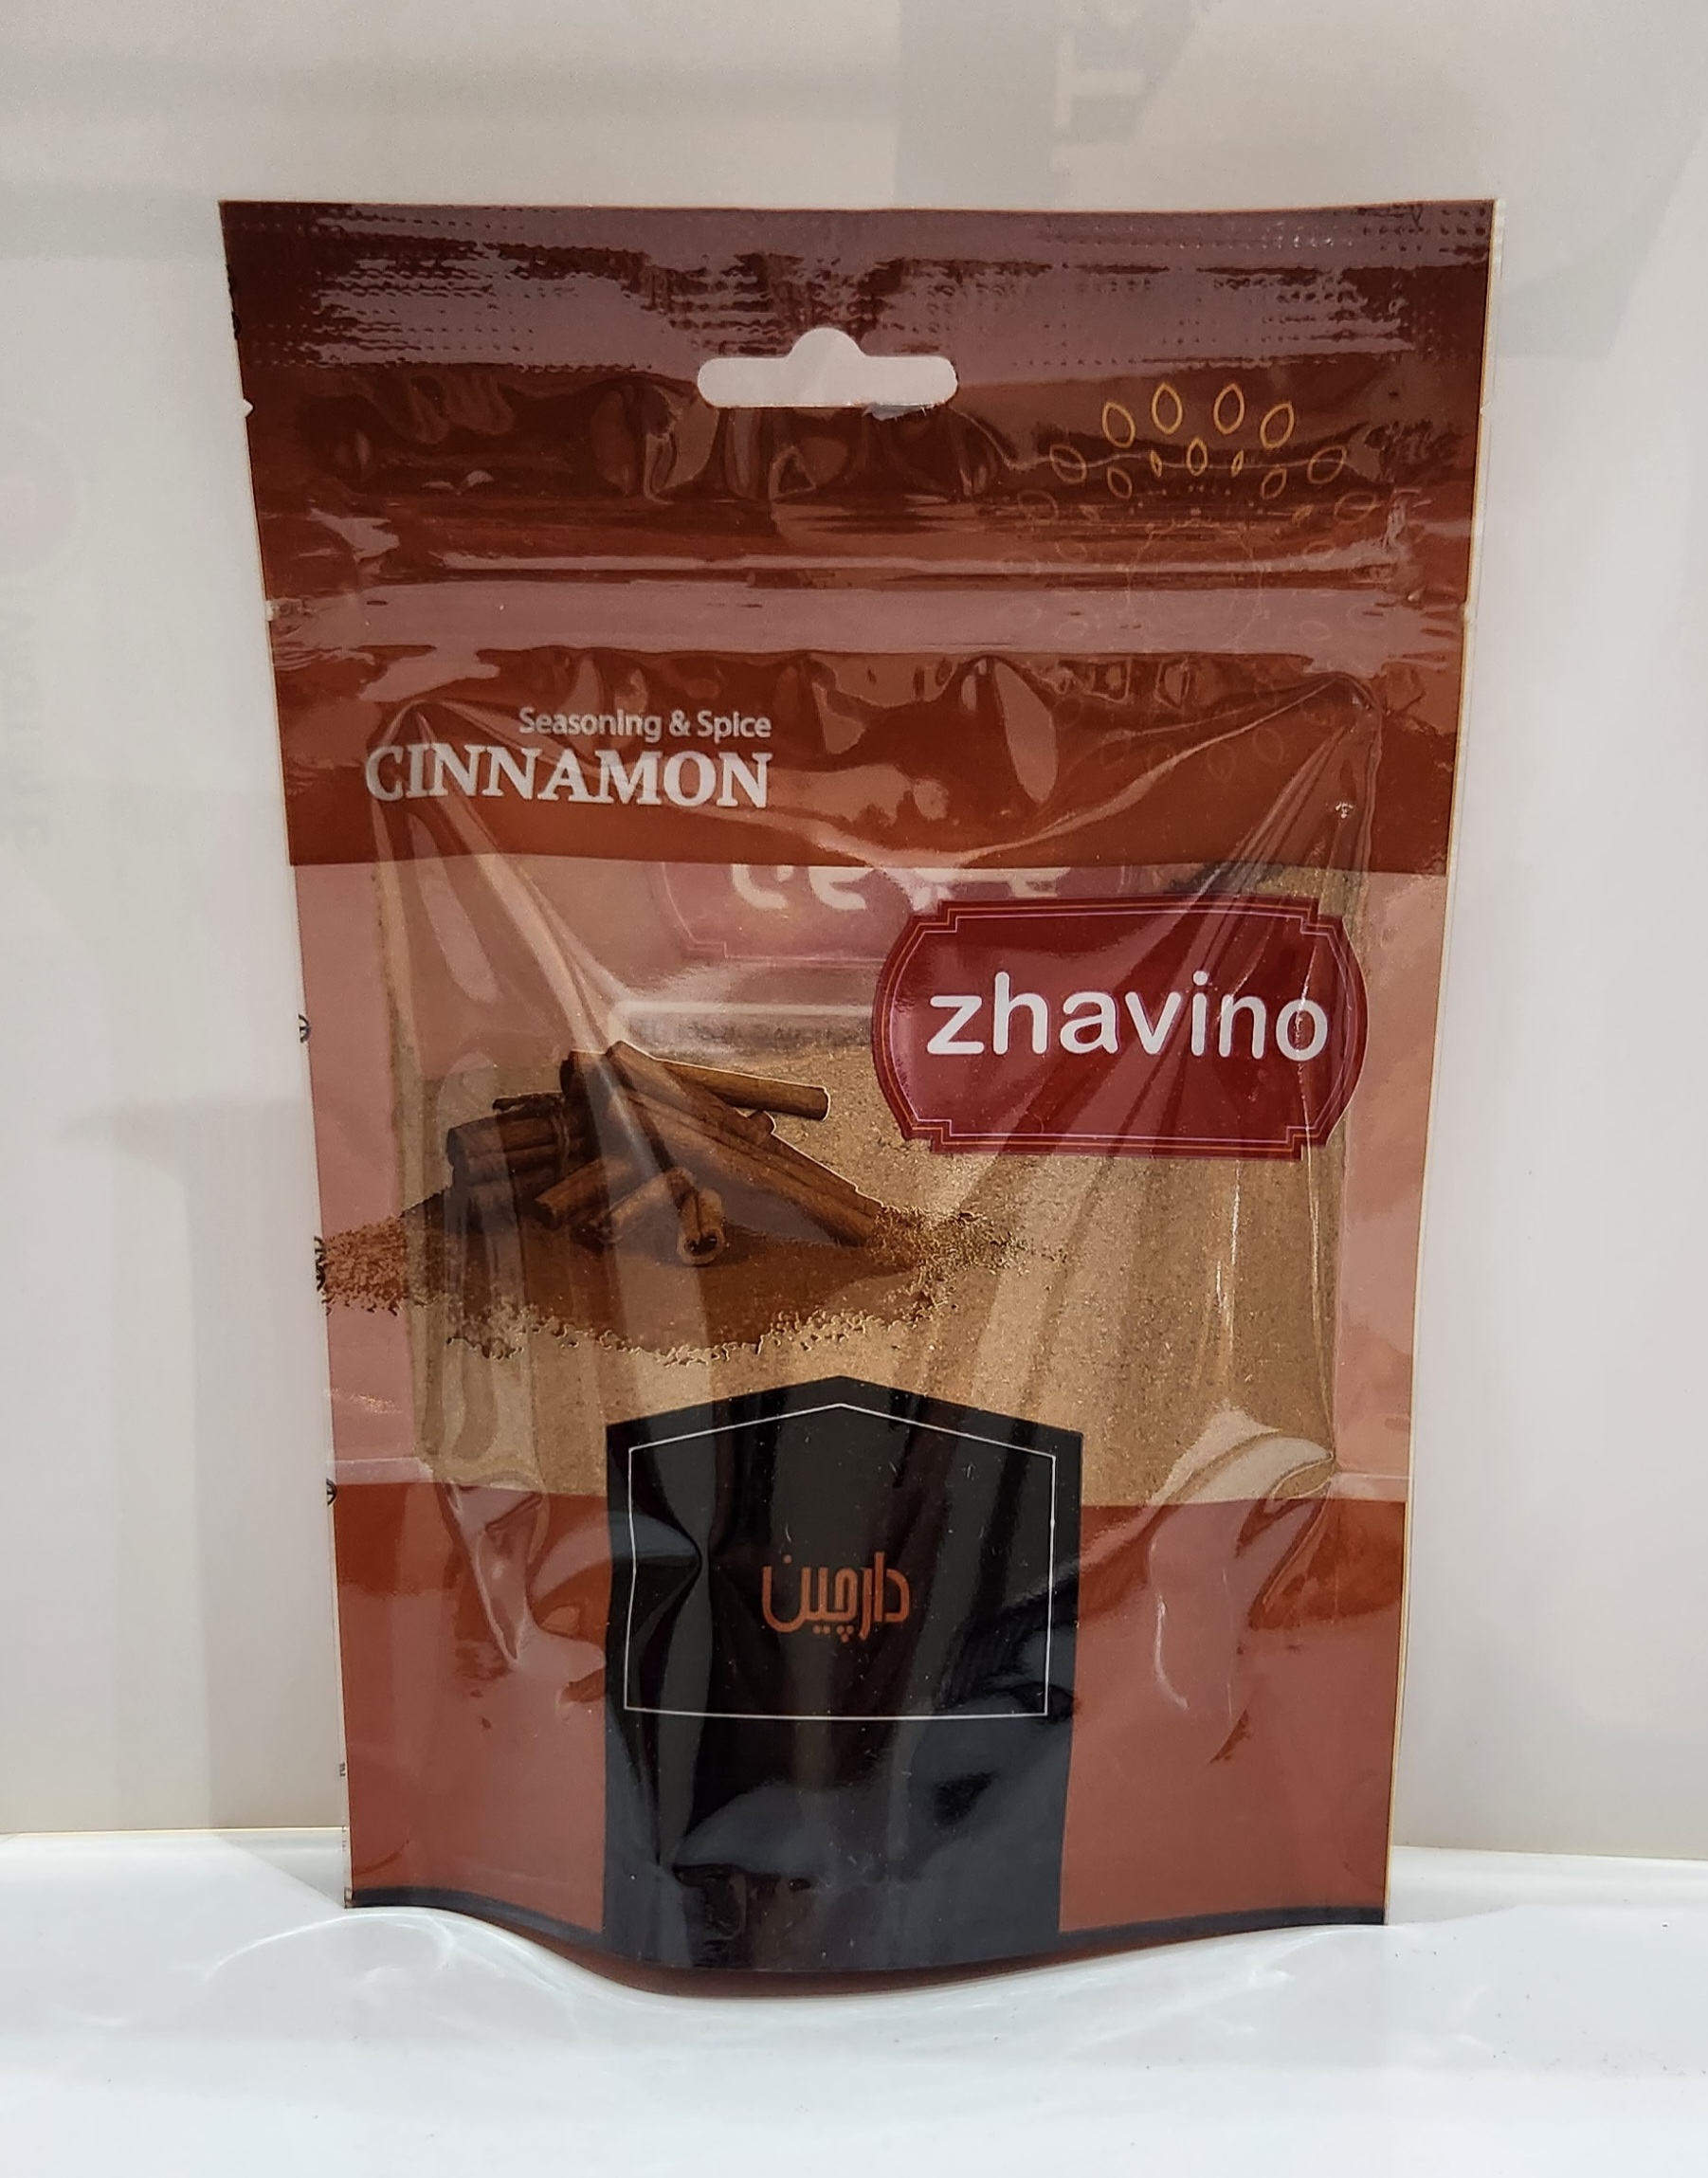 Seasoning & Spice
CINNAMON
zhavino
دارچین